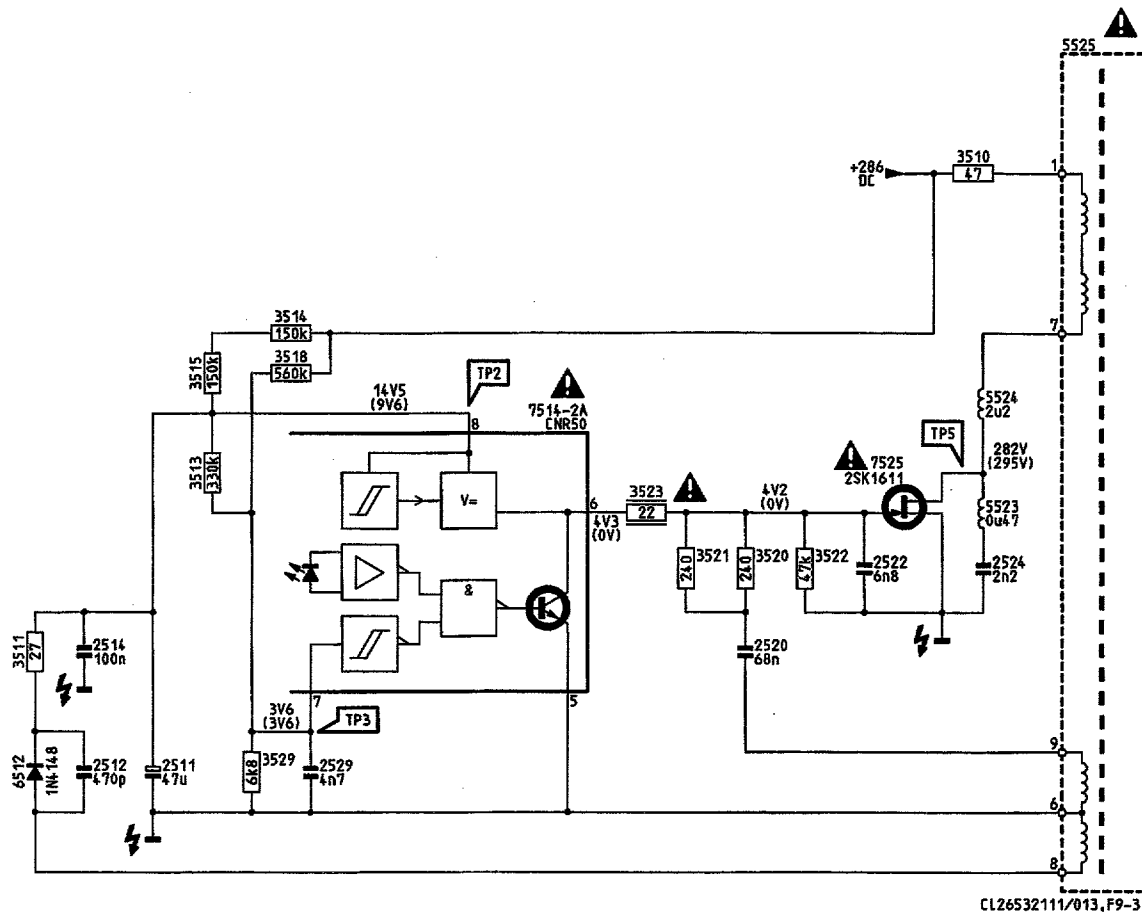 5525
3510
+286
DC
47
1
3514
150k
7
3518
560k
3515
150k
TP2
14V5
(9V6)
7514-2A
CNR50
8
5524
2u2
TP5
282V
(295V)
7525
2SK1611
3513
330k
V=
6
4V3
(0V)
3523
22
4V2
(0V)
5523
0u47
3521
240
3520
240
3522
47k
2522
6n8
2524
2n2
&
3511
27
2514
100n
2520
68n
7
5
3V6
(3V6)
TP3
9
6512
1N4148
2512
470p
2511
47u
3529
6k8
2529
4n7
6
8
CL26532111/013,F9-3